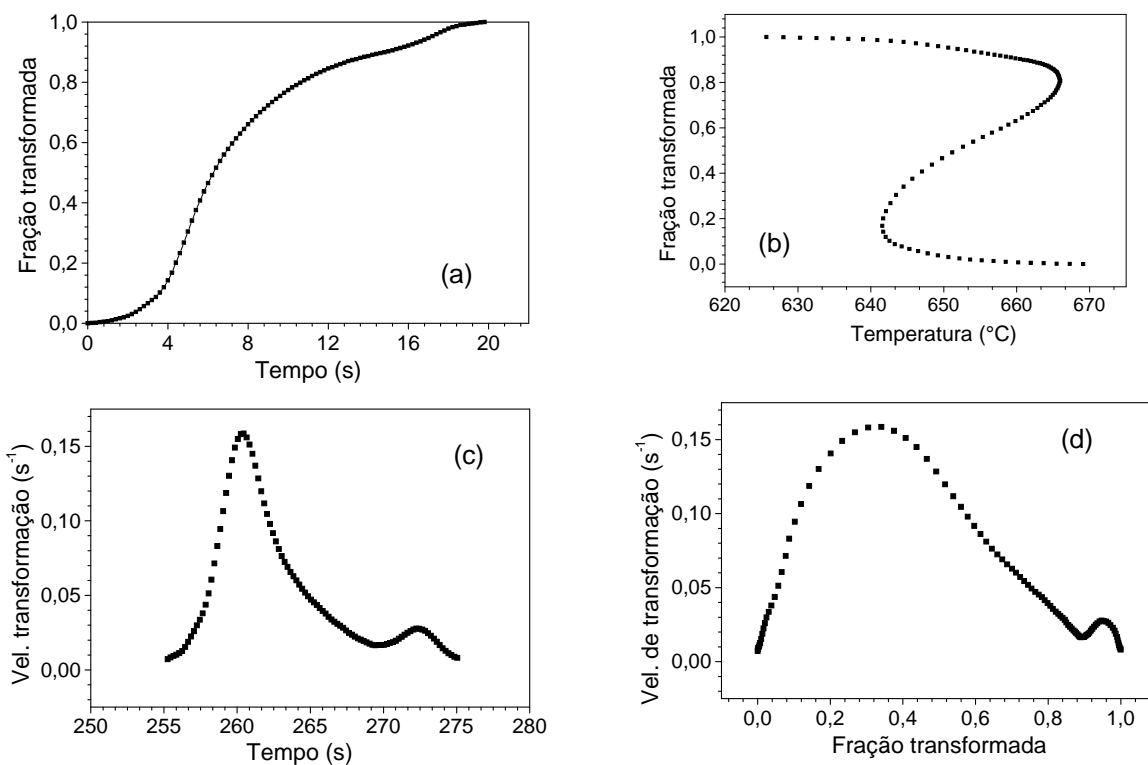 1,0
0,8
0,6
0,4
0,2
0,0
Fração transformada
(a)
0 4 8 12 16 20
Tempo (s)
1,0
0,8
0,6
0,4
0,2
0,0
Fração transformada
(b)
620 630 640 650 660 670
Temperatura (°C)
0,15
0,10
0,05
0,00
Vel. transformação (s⁻¹)
(c)
250 255 260 265 270 275 280
Tempo (s)
0,15
0,10
0,05
0,00
Vel. de transformação (s⁻¹)
(d)
0,0 0,2 0,4 0,6 0,8 1,0
Fração transformada